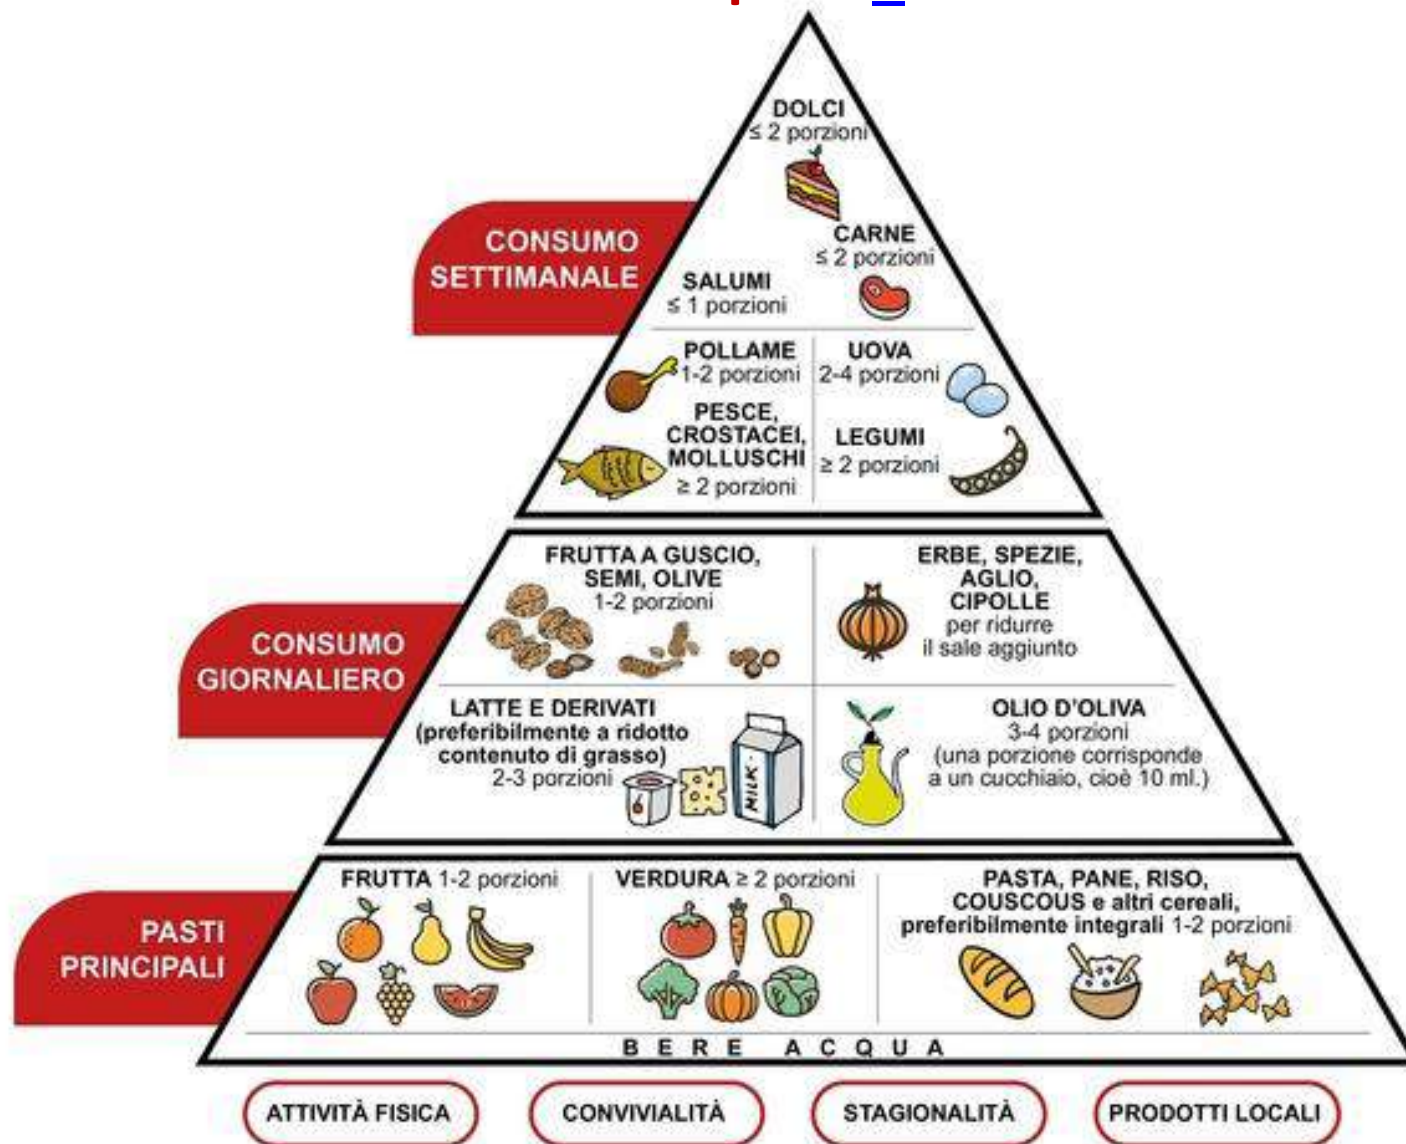 DOLCI
≤ 2 porzioni
CONSUMO
SETTIMANALE
CARNE
≤ 2 porzioni
SALUMI
≤ 1 porzioni
POLLAME
1-2 porzioni
UOVA
2-4 porzioni
PESCE,
CROSTACEI,
MOLLUSCHI
≥ 2 porzioni
LEGUMI
≥ 2 porzioni
CONSUMO
GIORNALIERO
FRUTTA A GUSCIO,
SEMI, OLIVE
1-2 porzioni
ERBE, SPEZIE,
AGLIO,
CIPOLLE
per ridurre
il sale aggiunto
LATTE E DERIVATI
(preferibilmente a ridotto
contenuto di grasso)
2-3 porzioni
MILK
OLIO D'OLIVA
3-4 porzioni
(una porzione corrisponde
a un cucchiaio, cioè 10 ml.)
PASTI
PRINCIPALI
FRUTTA 1-2 porzioni
VERDURA ≥ 2 porzioni
PASTA, PANE, RISO,
COUSCOUS e altri cereali,
preferibilmente integrali 1-2 porzioni
BERE ACQUA
ATTIVITÀ FISICA
CONVIVIALITÀ
STAGIONALITÀ
PRODOTTI LOCALI